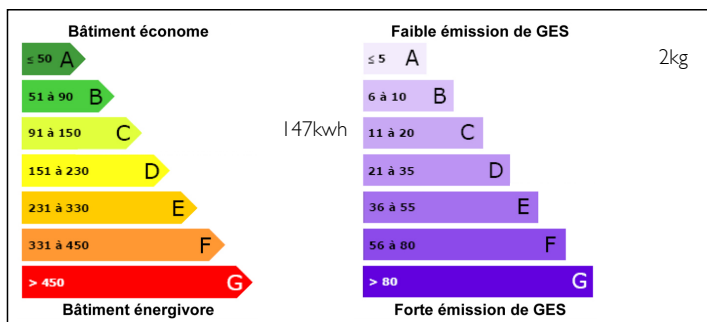 Bâtiment économe
≤ 50 A
51 à 90 B
91 à 150 C
151 à 230 D
231 à 330 E
331 à 450 F
> 450 G
Bâtiment énergivore
147kwh
Faible émission de GES
≤ 5 A
6 à 10 B
11 à 20 C
21 à 35 D
36 à 55 E
56 à 80 F
> 80 G
Forte émission de GES
2kg